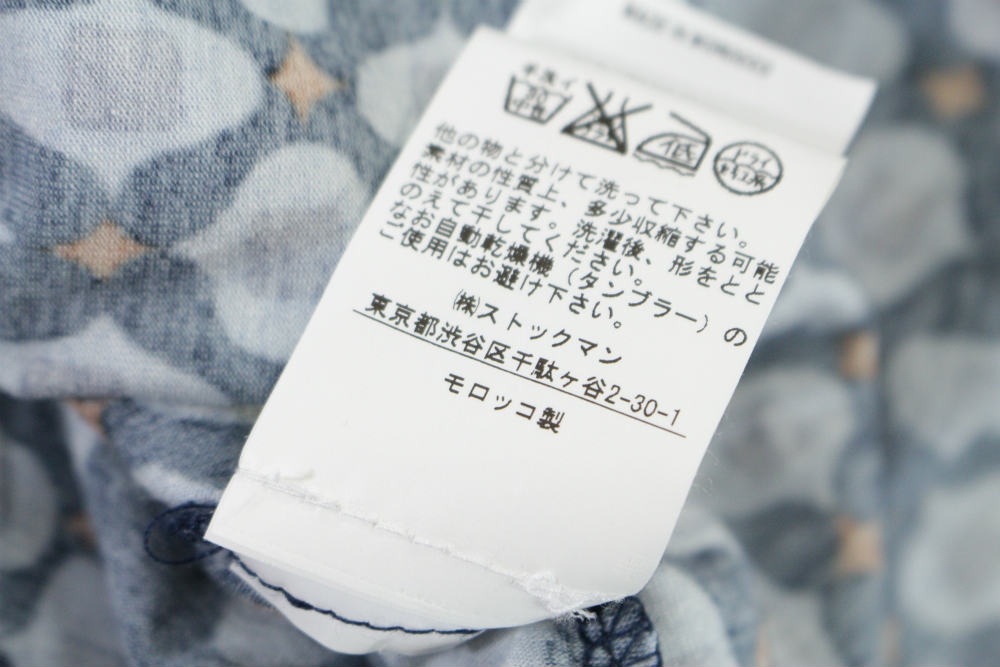 手洗イ
30
中性
低
ドライ
他の物と分けて洗って下さい。
素材の性質上、多少収縮する可能
性があります。洗濯後、形をとと
のえて干してください。
なお自動乾燥機（タンブラー）の
ご使用はお避け下さい。
㈱ストックマン
東京都渋谷区千駄ヶ谷2-30-1
モロッコ製